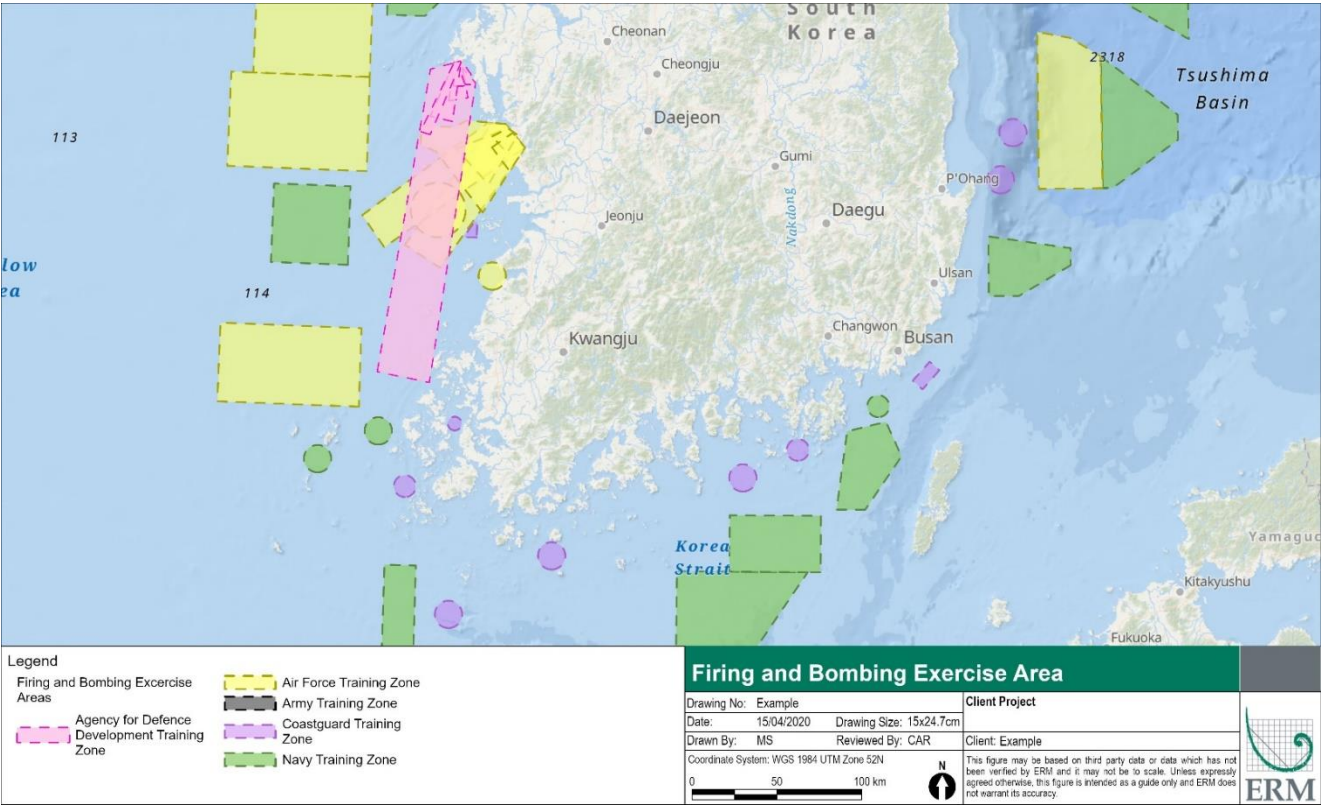 South
Korea
Cheonan
Cheongju
2318
Tsushima
Basin
113
Daejeon
Gumi
P'Ohang
Nakdong
Jeonju
Daegu
low
ea
114
Ulsan
Changwon
Kwangju
Busan
Korea
Strait
Yamaguc
Kitakyushu
Fukuoka
Legend
Firing and Bombing Excercise
Areas
Agency for Defence
Development Training
Zone
Air Force Training Zone
Army Training Zone
Coastguard Training
Zone
Navy Training Zone
Firing and Bombing Exercise Area
Drawing No: Example
Date: 15/04/2020 Drawing Size: 15x24.7cm
Drawn By: MS Reviewed By: CAR
Coordinate System: WGS 1984 UTM Zone 52N
0 50 100 km
N
Client Project
Client: Example
This figure may be based on third party data or data which has not
been verified by ERM and it may not be to scale. Unless expressly
agreed otherwise, this figure is intended as a guide only and ERM does
not warrant its accuracy.
ERM